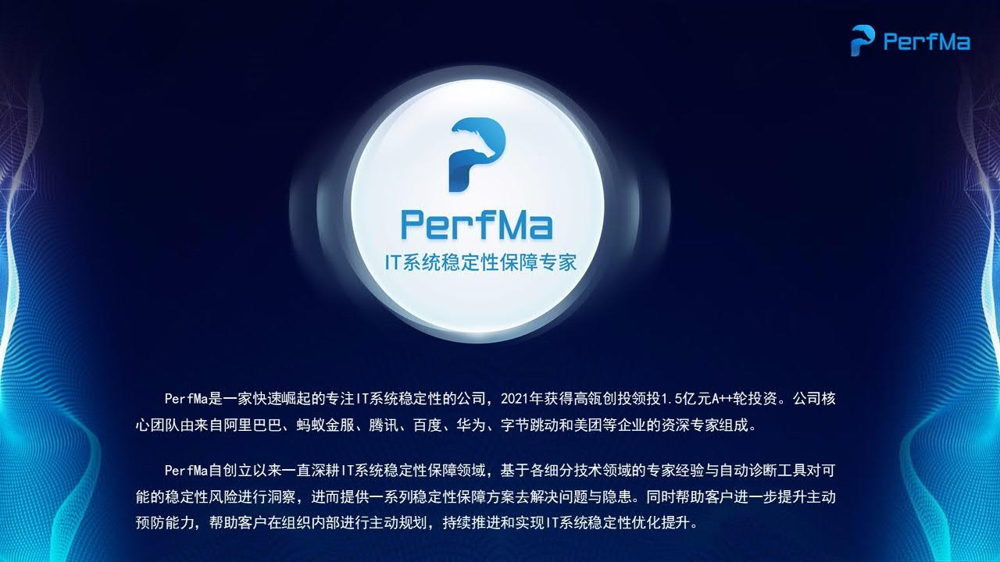 PerfMa
PerfMa
IT系统稳定性保障专家
PerfMa是一家快速崛起的专注IT系统稳定性的公司，2021年获得高瓴创投领投1.5亿元A++轮投资。公司核
心团队由来自阿里巴巴、蚂蚁金服、腾讯、百度、华为、字节跳动和美团等企业的资深专家组成。
PerfMa自创立以来一直深耕IT系统稳定性保障领域，基于各细分技术领域的专家经验与自动诊断工具对可
能的稳定性风险进行洞察，进而提供一系列稳定性保障方案去解决问题与隐患。同时帮助客户进一步提升主动
预防能力，帮助客户在组织内部进行主动规划，持续推进和实现IT系统稳定性优化提升。